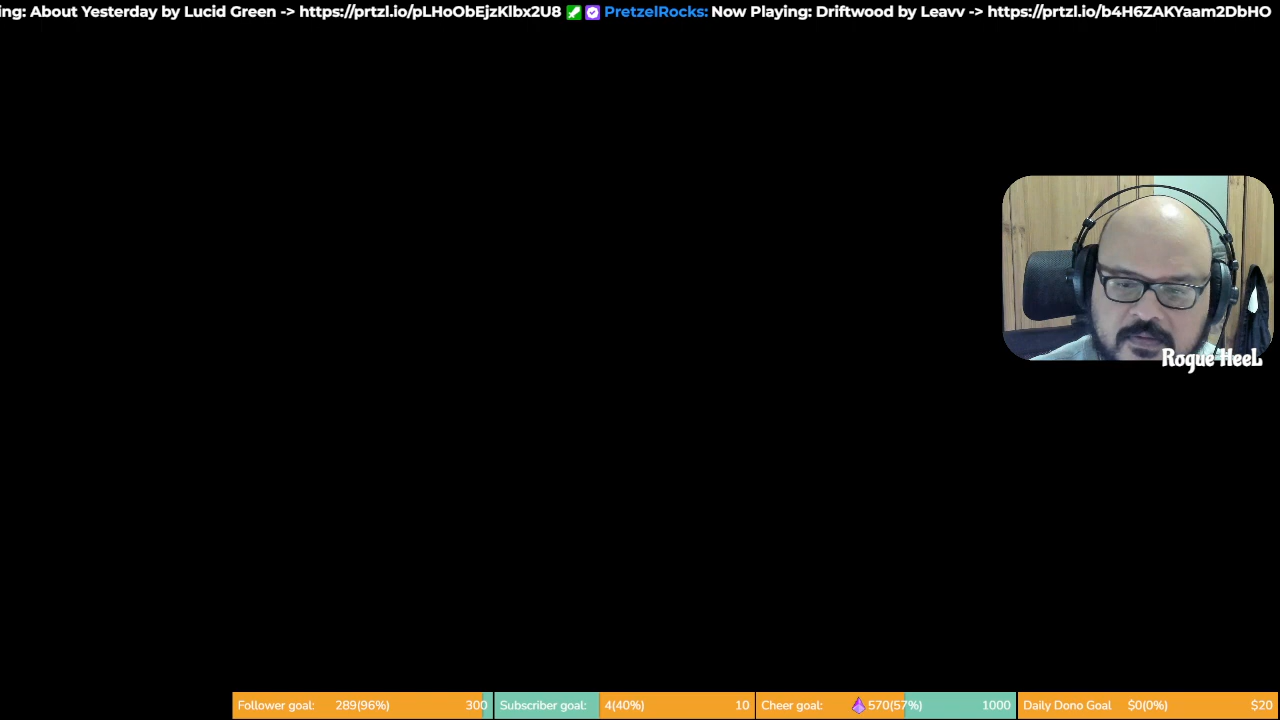 ing: About Yesterday by Lucid Green -> https://prtzl.io/pLHoObEjzKlbx2U8 PretzelRocks: Now Playing: Driftwood by Leavv -> https://prtzl.io/b4H6ZAKYaam2DbHO
Rogue HeeL
Follower goal: 289(96%) 300 Subscriber goal: 4(40%) 10 Cheer goal: 570(57%) 1000 Daily Dono Goal $0(0%) $20